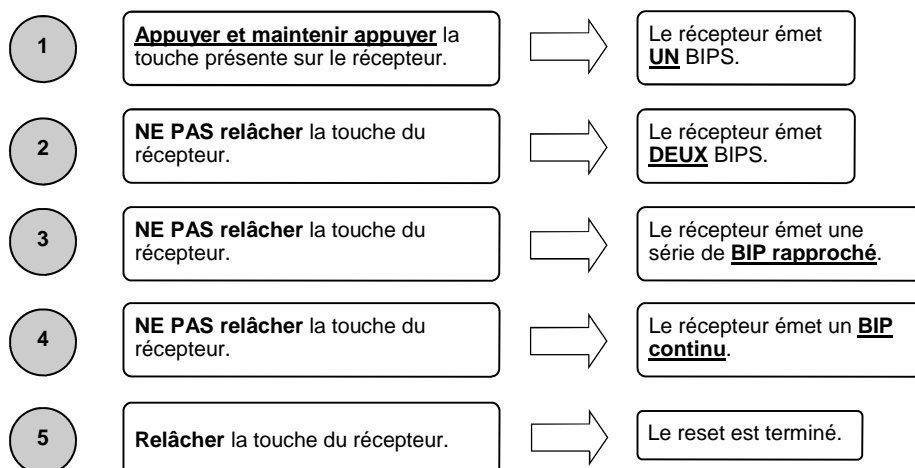 1
Appuyer et maintenir appuyer la
touche présente sur le récepteur.
Le récepteur émet
UN BIPS.
2
NE PAS relâcher la touche du
récepteur.
Le récepteur émet
DEUX BIPS.
3
NE PAS relâcher la touche du
récepteur.
Le récepteur émet une
série de BIP rapproché.
4
NE PAS relâcher la touche du
récepteur.
Le récepteur émet un BIP
continu.
5
Relâcher la touche du récepteur.
Le reset est terminé.